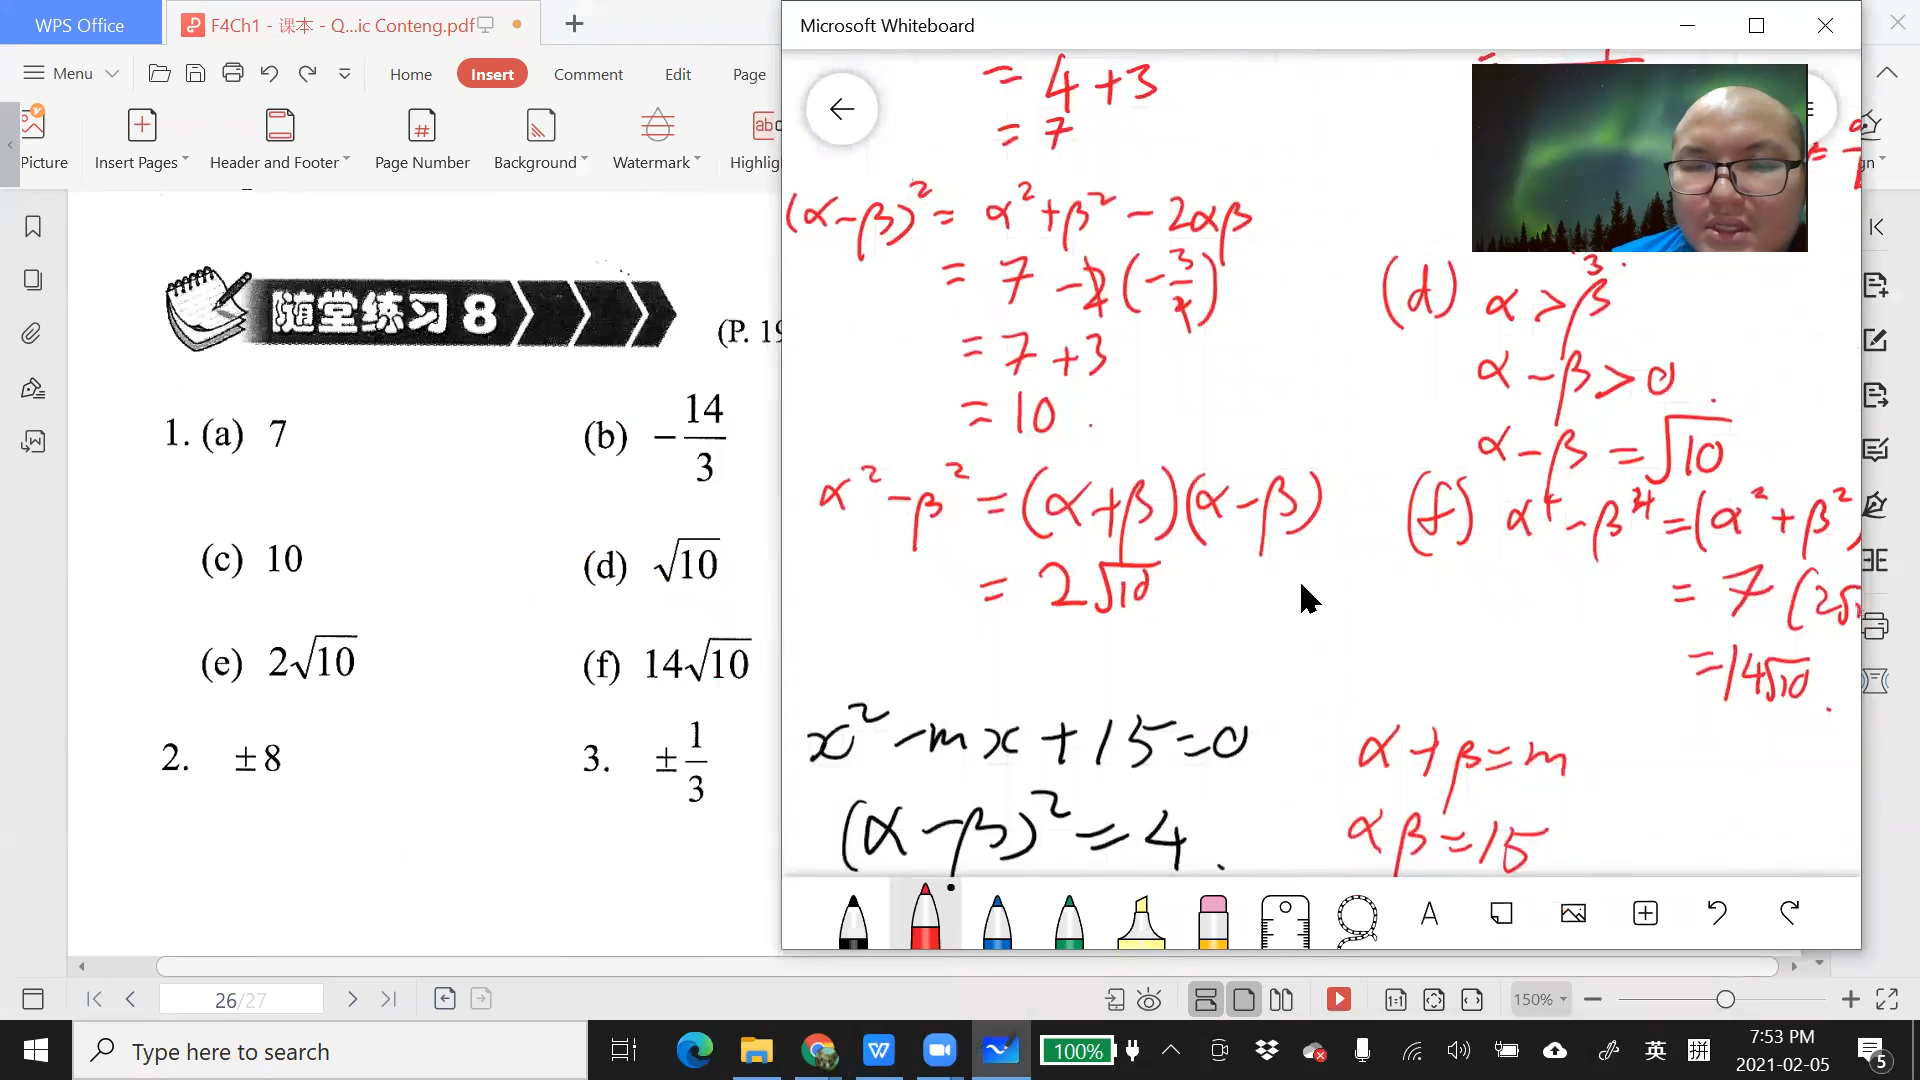 WPS Office
F4Ch1 - 课本 - Q...ic Conteng.pdf
Microsoft Whiteboard
Menu
Home
Insert
Comment
Edit
Page
Picture
Insert Pages
Header and Footer
Page Number
Background
Watermark
Highlig
随堂练习 8
(P. 19
1. (a) 7
(b) -14/3
(c) 10
(d) √10
(e) 2√10
(f) 14√10
2. ±8
3. ±1/3
= 4+3
= 7
(α-β)² = α²+β² - 2αβ
= 7 - 2(-3/2)
= 7+3
= 10.
α²-β² = (α+β)(α-β)
= 2√10
(d) α > β
α-β > 0
α-β = √10
(f) α⁴-β⁴ = (α²+β²)
= 7 (2√1
= 14√10.
x² - mx + 15 = 0
(α-β)² = 4.
α+β = m
αβ = 15
26/27
150%
Type here to search
100%
英
拼
7:53 PM
2021-02-05
5